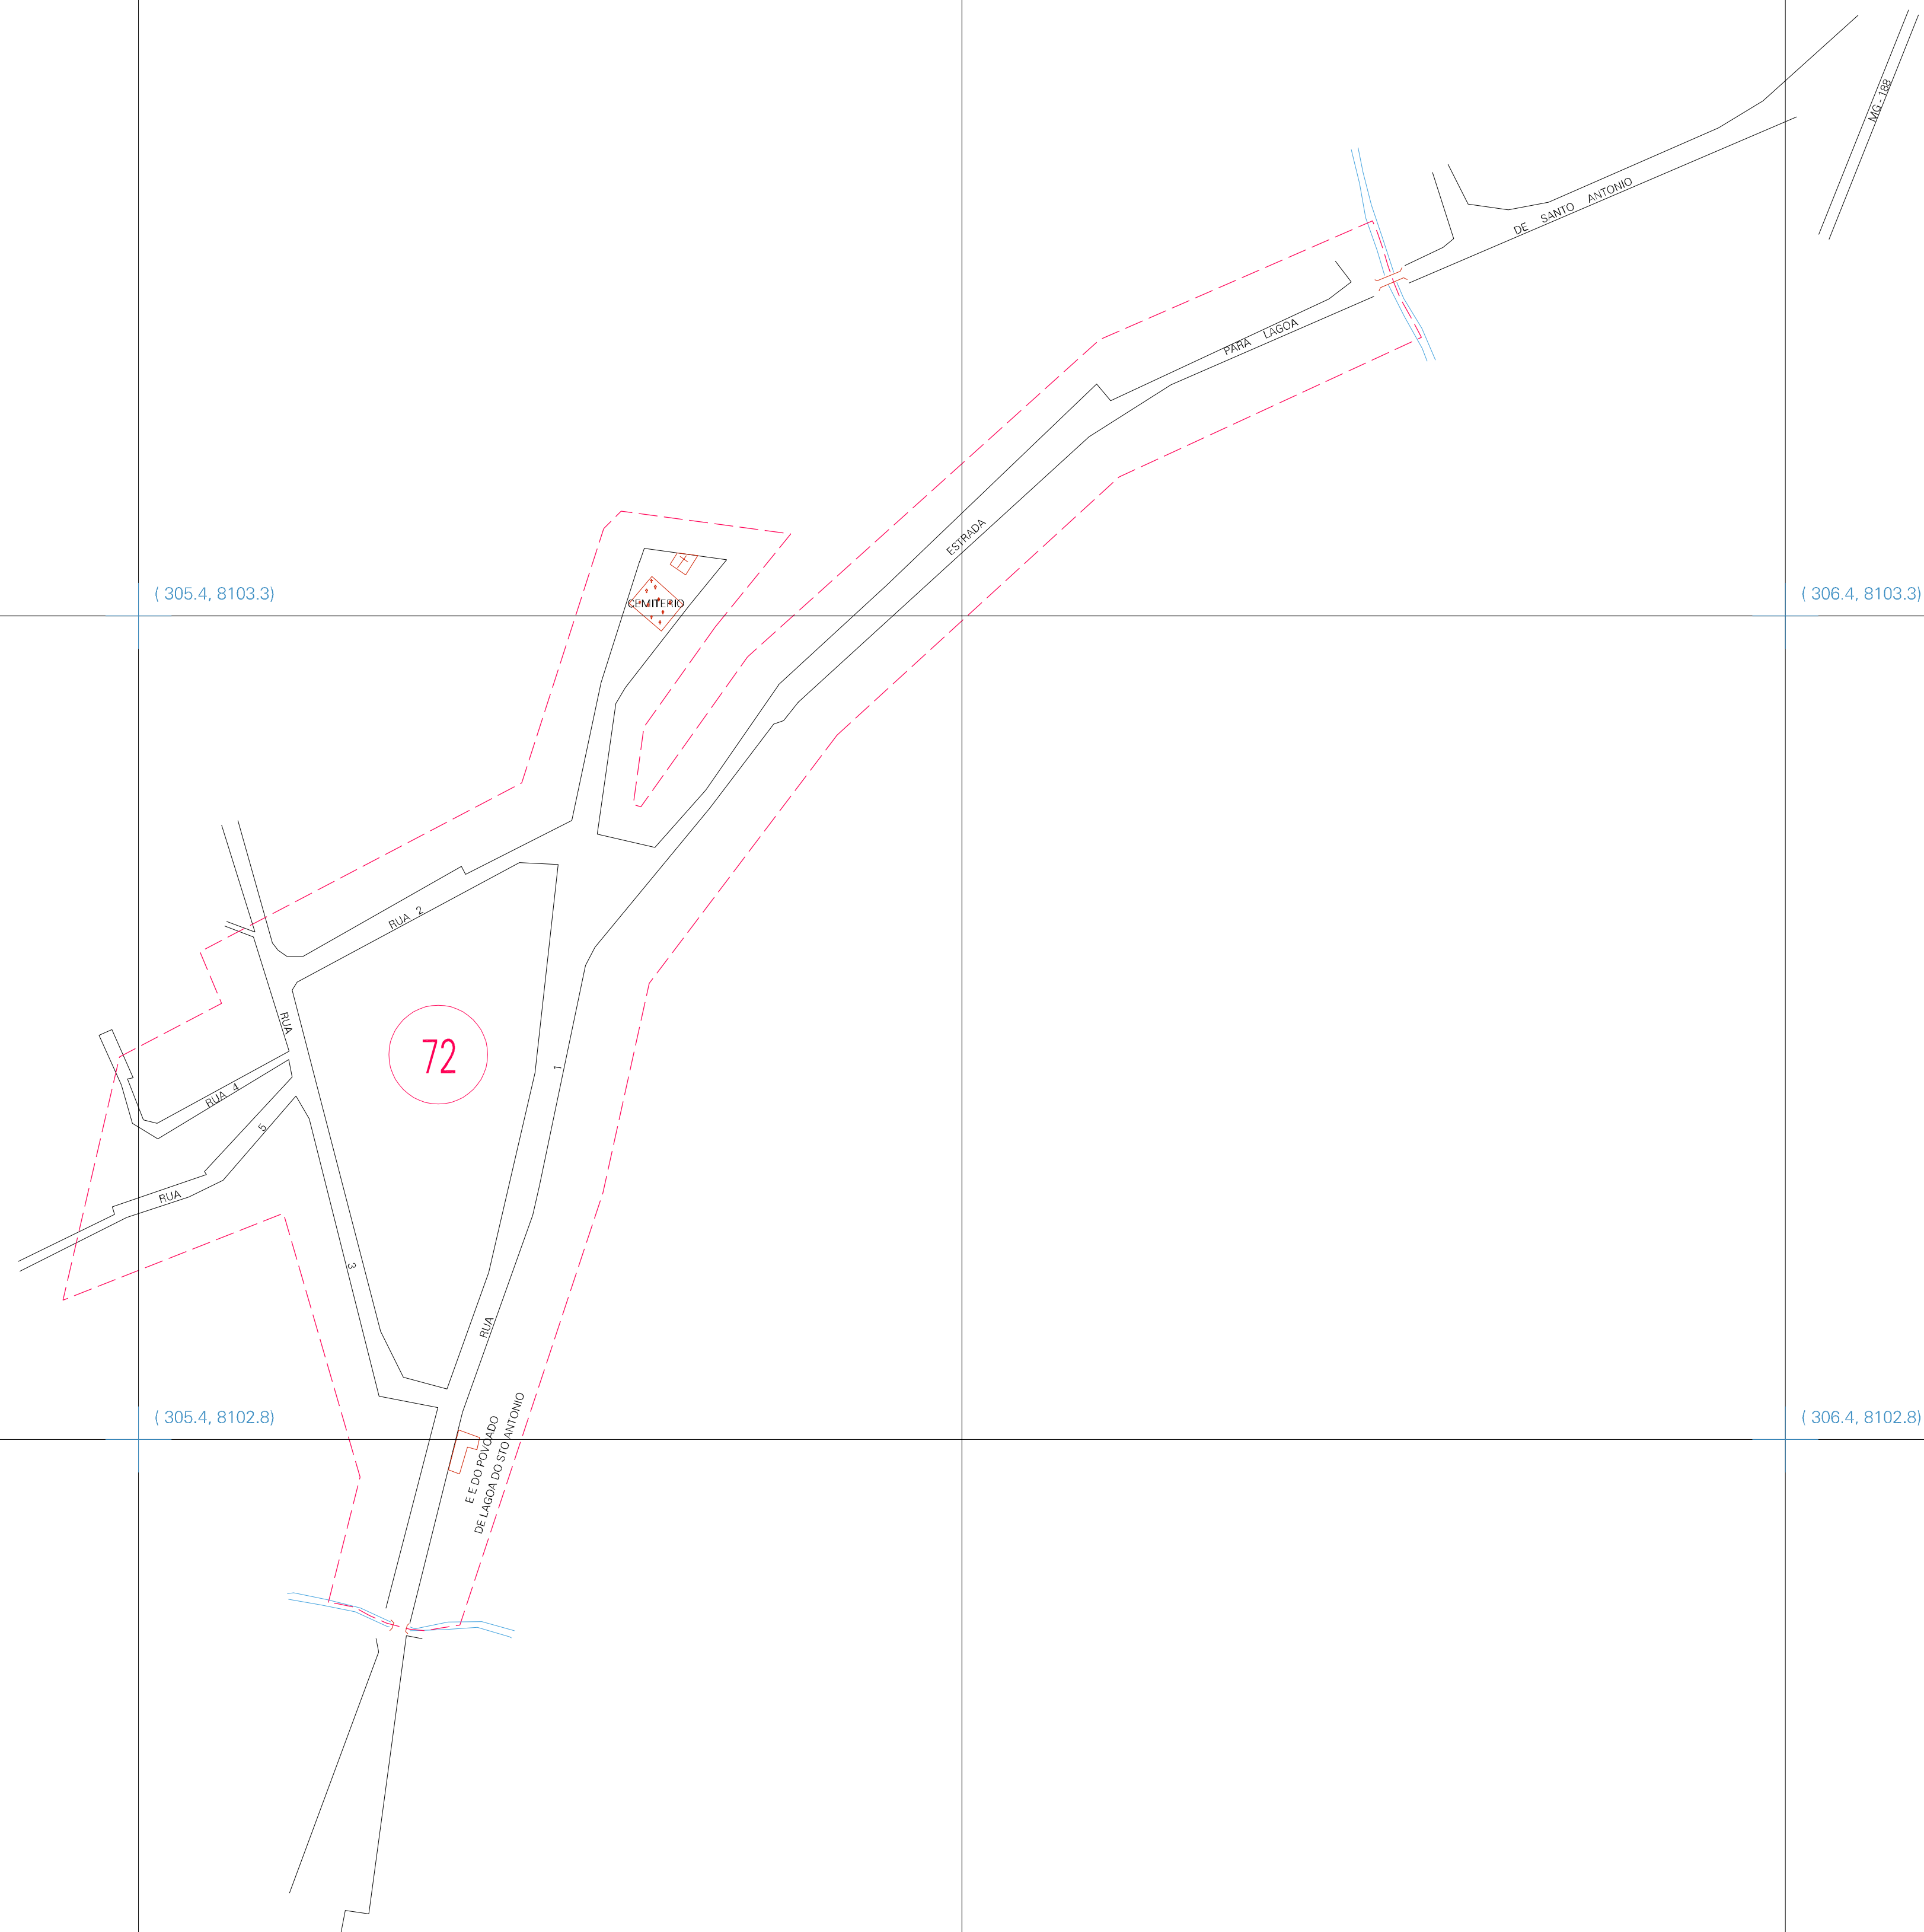 MG - 188
DE SANTO ANTONIO
PARA LAGOA
ESTRADA
( 305.4, 8103.3)
CEMITERIO
( 306.4, 8103.3)
RUA 2
RUA
72
1
RUA 4
5
RUA
3
RUA
( 305.4, 8102.8)
( 306.4, 8102.8)
E E DO POVOADO
DE LAGOA DO STO ANTONIO